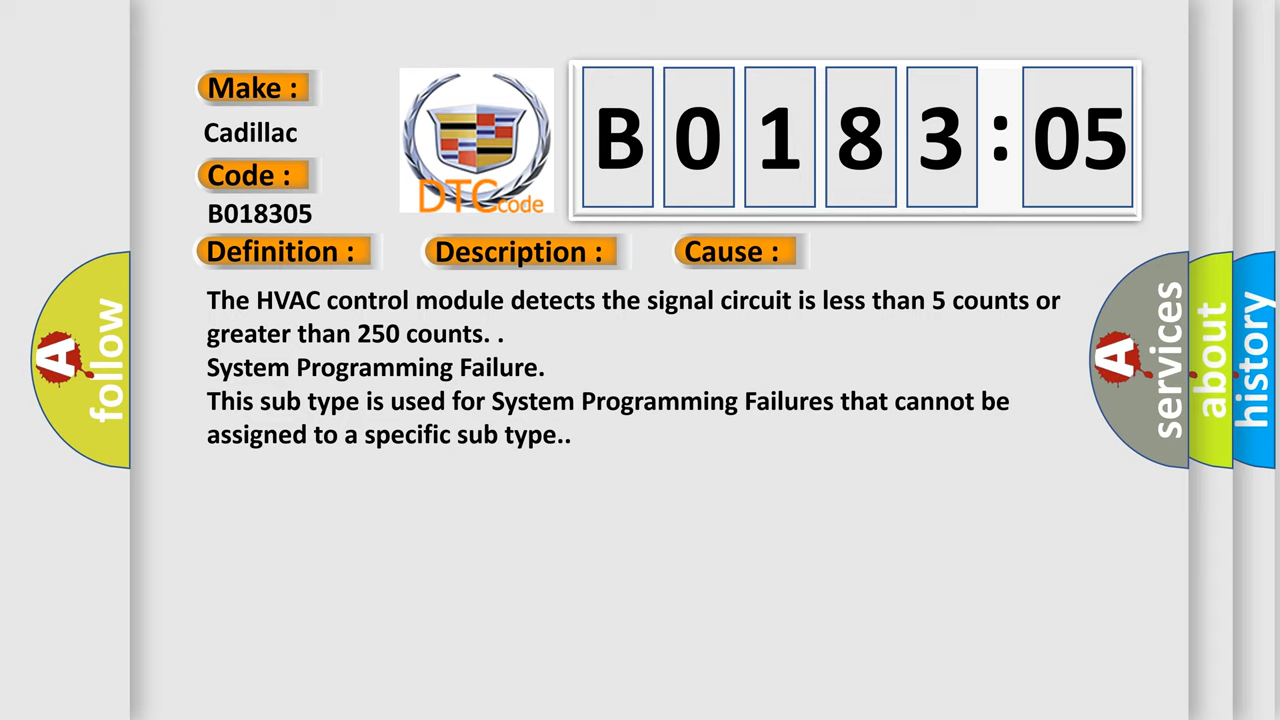 Make :
Cadillac
Code :
B018305
DTC code
B 0 1 8 3 : 05
Definition :
Description :
Cause :
The HVAC control module detects the signal circuit is less than 5 counts or
greater than 250 counts. .
System Programming Failure.
This sub type is used for System Programming Failures that cannot be
assigned to a specific sub type..
A follow
A services
about
history